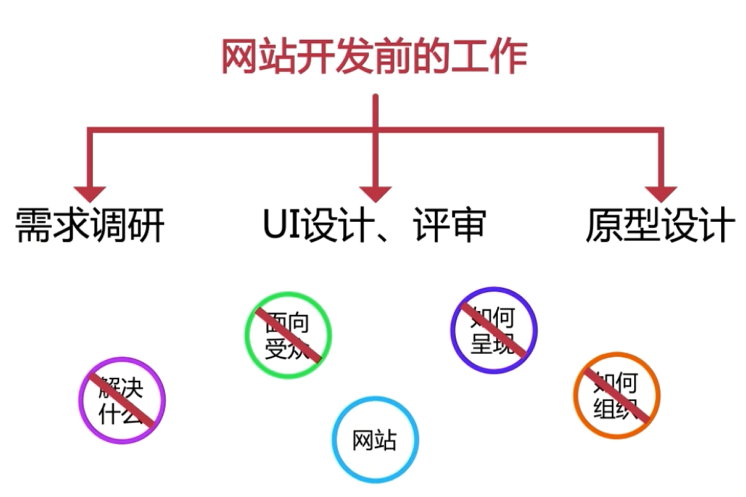 网站开发前的工作
需求调研
UI设计、评审
原型设计
面向
受众
如何
呈现
解决
什么
如何
组织
网站